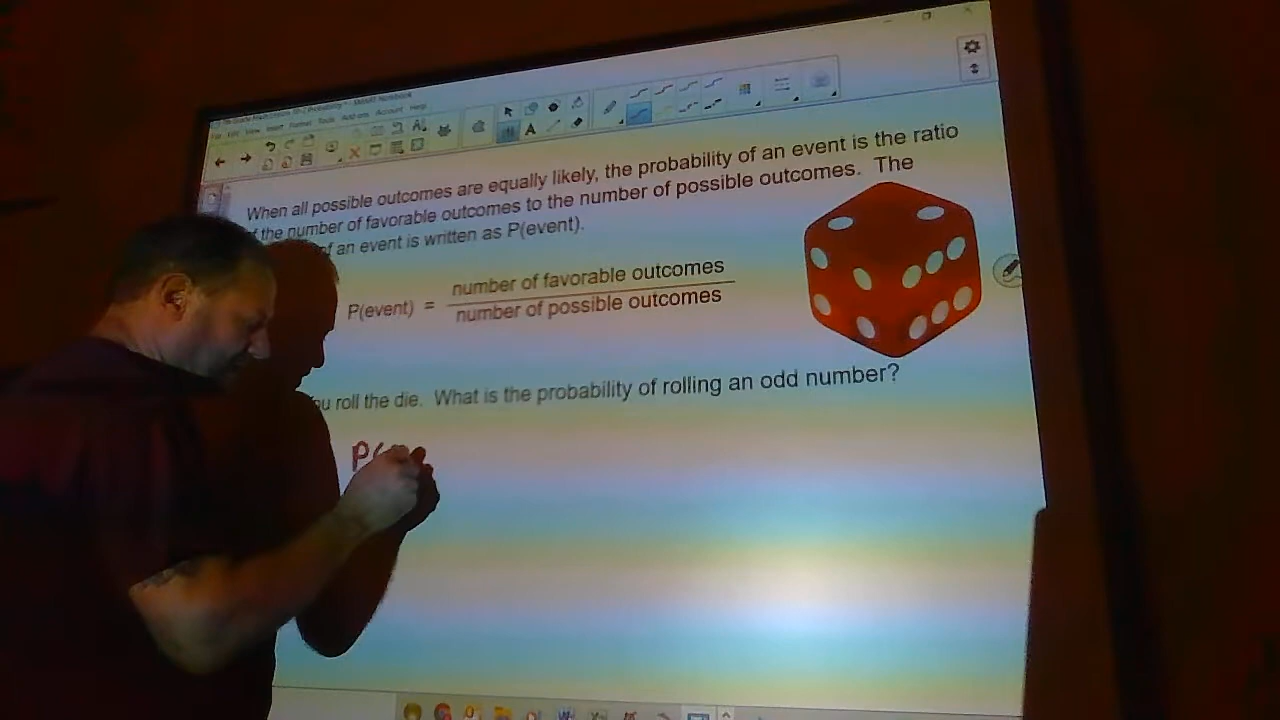 When all possible outcomes are equally likely, the probability of an event is the ratio
the number of favorable outcomes to the number of possible outcomes. The
of an event is written as P(event).
P(event) = number of favorable outcomes
number of possible outcomes
you roll the die. What is the probability of rolling an odd number?
P(